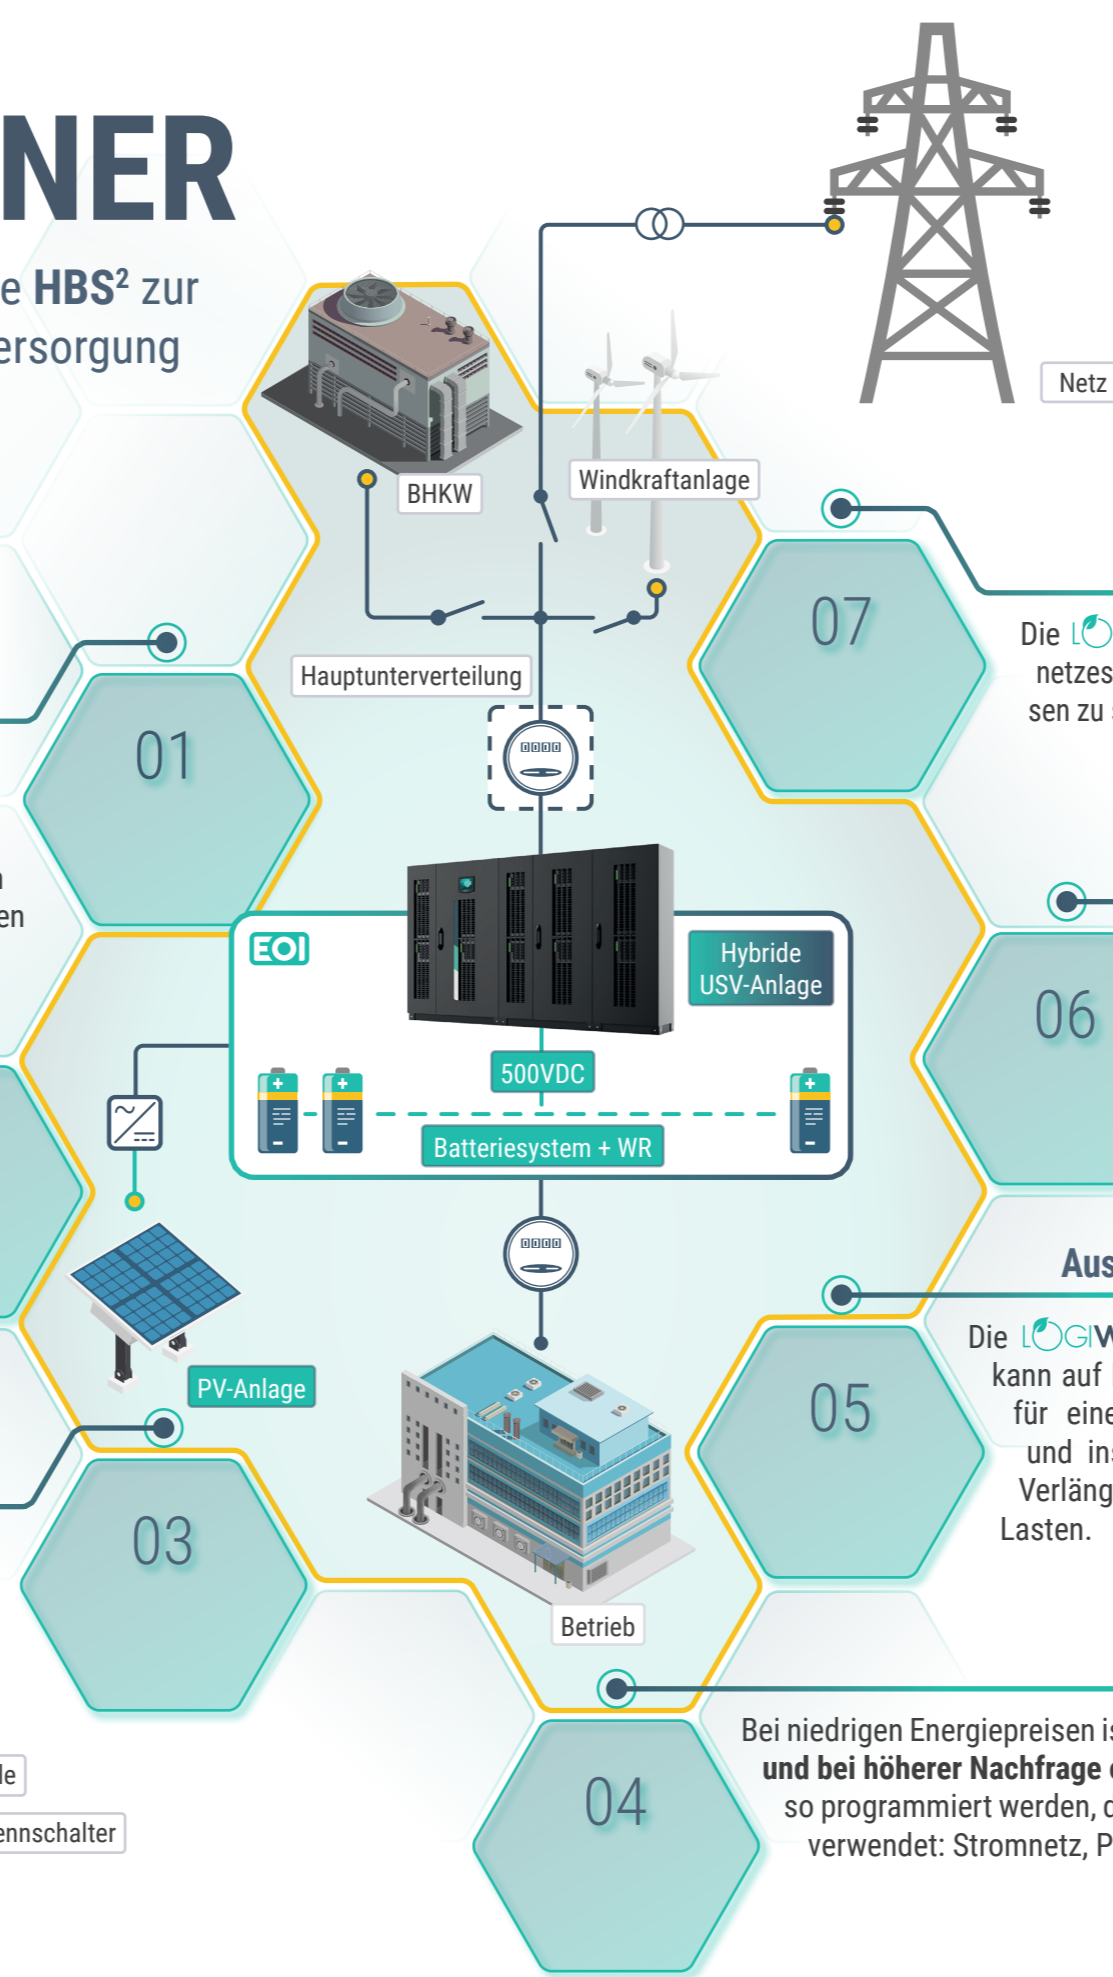 NER
e HBS² zur
ersorgung
Netz
BHKW
Windkraftanlage
07
Die LOGI
netzes
sen zu
Hauptunterverteilung
01
en
EOI
Hybride
USV-Anlage
06
500VDC
Batteriesystem + WR
Aus
Die LOGIW
kann auf
für eine
und ins
Verläng
Lasten.
PV-Anlage
05
03
Betrieb
Bei niedrigen Energiepreisen is
und bei höherer Nachfrage
so programmiert werden, d
verwendet: Stromnetz, P
04
le
ennschalter